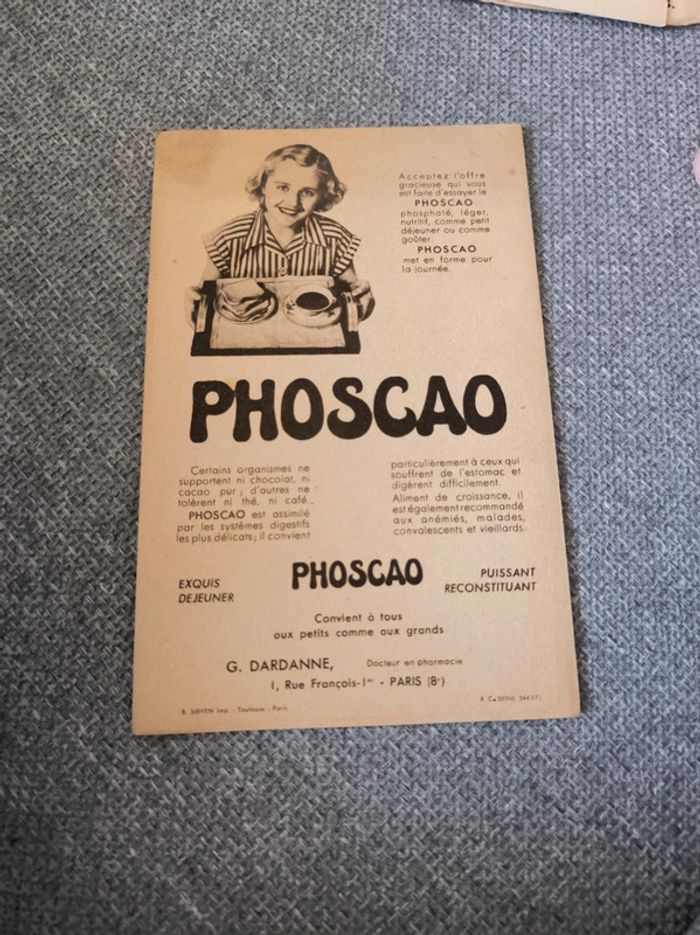 Acceptez l'offre
gracieuse qui vous
est faite d'essayer le
PHOSCAO
phosphaté, léger,
nutritif, comme petit
déjeuner ou comme
goûter.
PHOSCAO
met en forme pour
la journée.
PHOSCAO
Certains organismes ne
supportent ni chocolat, ni
cacao pur ; d'autres ne
tolèrent ni thé, ni café..
PHOSCAO est assimilé
par les systèmes digestifs
les plus délicats ; il convient
particulièrement à ceux qui
souffrent de l'estomac et
digèrent difficilement.
Aliment de croissance, il
est également recommandé
aux anémiés, malades,
convalescents et vieillards.
EXQUIS
DEJEUNER
PHOSCAO
PUISSANT
RECONSTITUANT
Convient à tous
aux petits comme aux grands
G. DARDANNE, Docteur en pharmacie
1, Rue François-1er - PARIS (8e)
B. SIRVEN imp. - Toulouse - Paris
R. C. SEINE